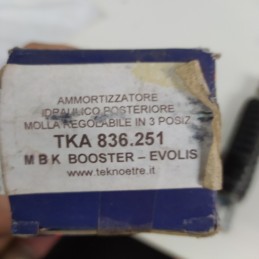 AMMORTIZZATORE
IDRAULICO POSTERIORE
MOLLA REGOLABILE IN 3 POSIZ
TKA 836.251
MBK BOOSTER – EVOLIS
www.teknoetre.it